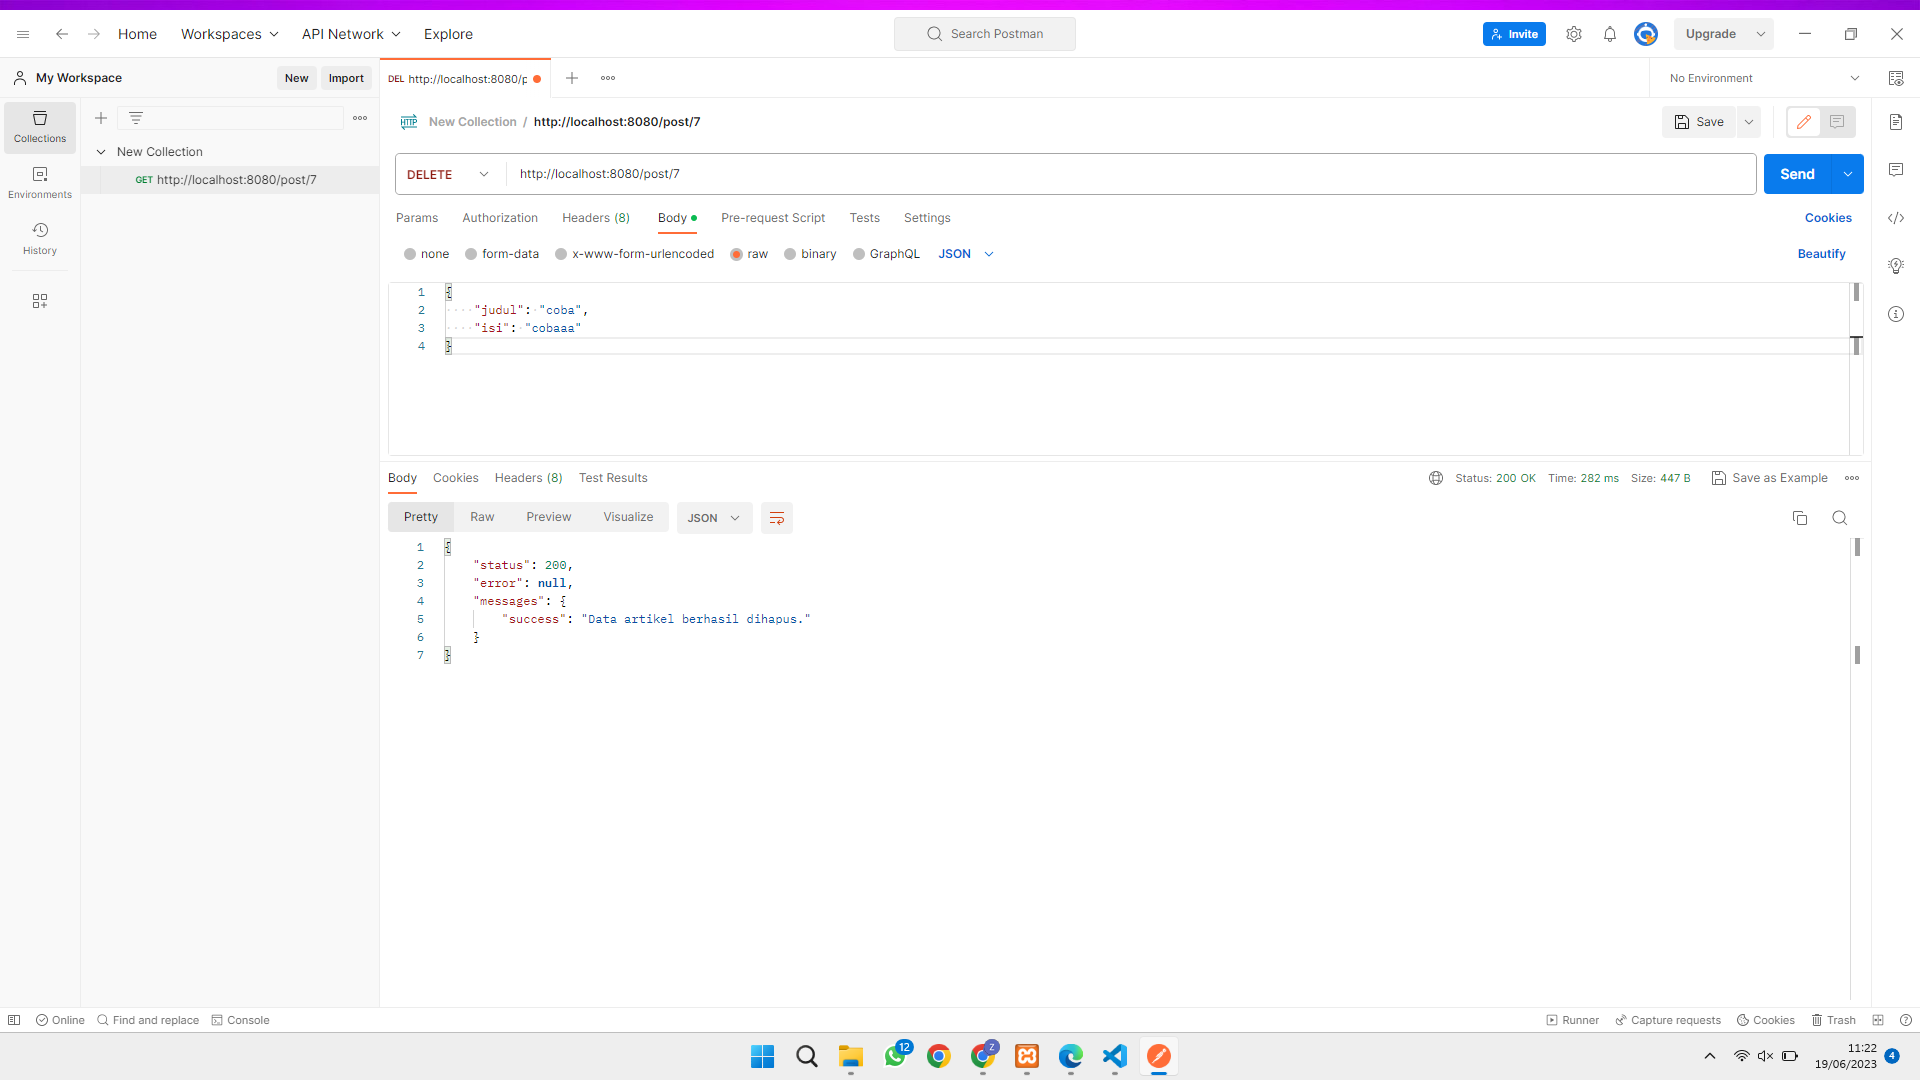 Home
Workspaces
API Network
Explore
Search Postman
Invite
Upgrade
My Workspace
New
Import
DEL http://localhost:8080/p
No Environment
Collections
Environments
History
New Collection
GET http://localhost:8080/post/7
HTTP New Collection / http://localhost:8080/post/7
Save
DELETE
http://localhost:8080/post/7
Send
Params
Authorization
Headers (8)
Body
Pre-request Script
Tests
Settings
Cookies
none
form-data
x-www-form-urlencoded
raw
binary
GraphQL
JSON
Beautify
1 {
2 "judul": "coba",
3 "isi": "cobaaa"
4 }
Body
Cookies
Headers (8)
Test Results
Status: 200 OK
Time: 282 ms
Size: 447 B
Save as Example
Pretty
Raw
Preview
Visualize
JSON
1 {
2 "status": 200,
3 "error": null,
4 "messages": {
5 "success": "Data artikel berhasil dihapus."
6 }
7 }
Online
Find and replace
Console
Runner
Capture requests
Cookies
Trash
12
Z
11:22
19/06/2023
4